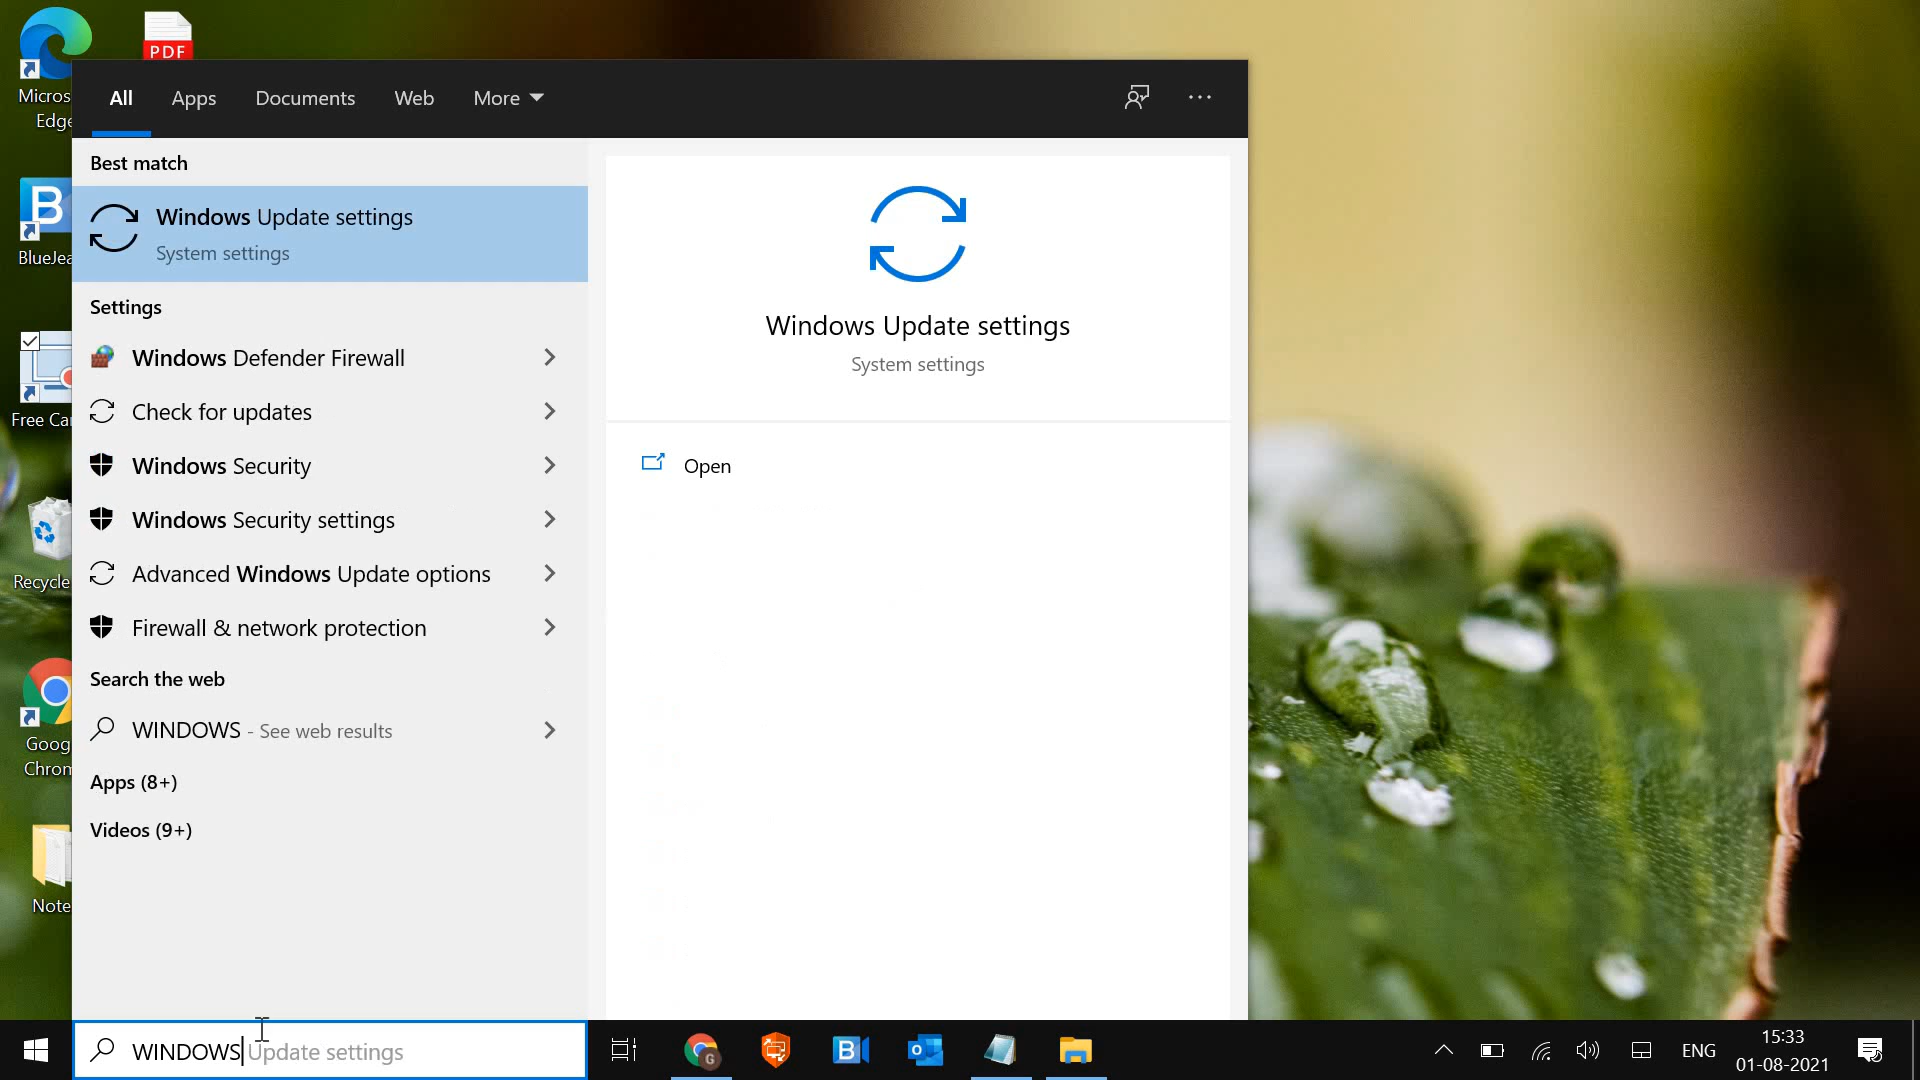 PDF
Micros
Edge
BlueJea
Free Ca
Recycle
Goog
Chrom
Note
All
Apps
Documents
Web
More
Best match
Windows Update settings
System settings
Settings
Windows Defender Firewall
Check for updates
Windows Security
Windows Security settings
Advanced Windows Update options
Firewall & network protection
Search the web
WINDOWS - See web results
Apps (8+)
Videos (9+)
Windows Update settings
System settings
Open
WINDOWS Update settings
G
B
ENG
15:33
01-08-2021